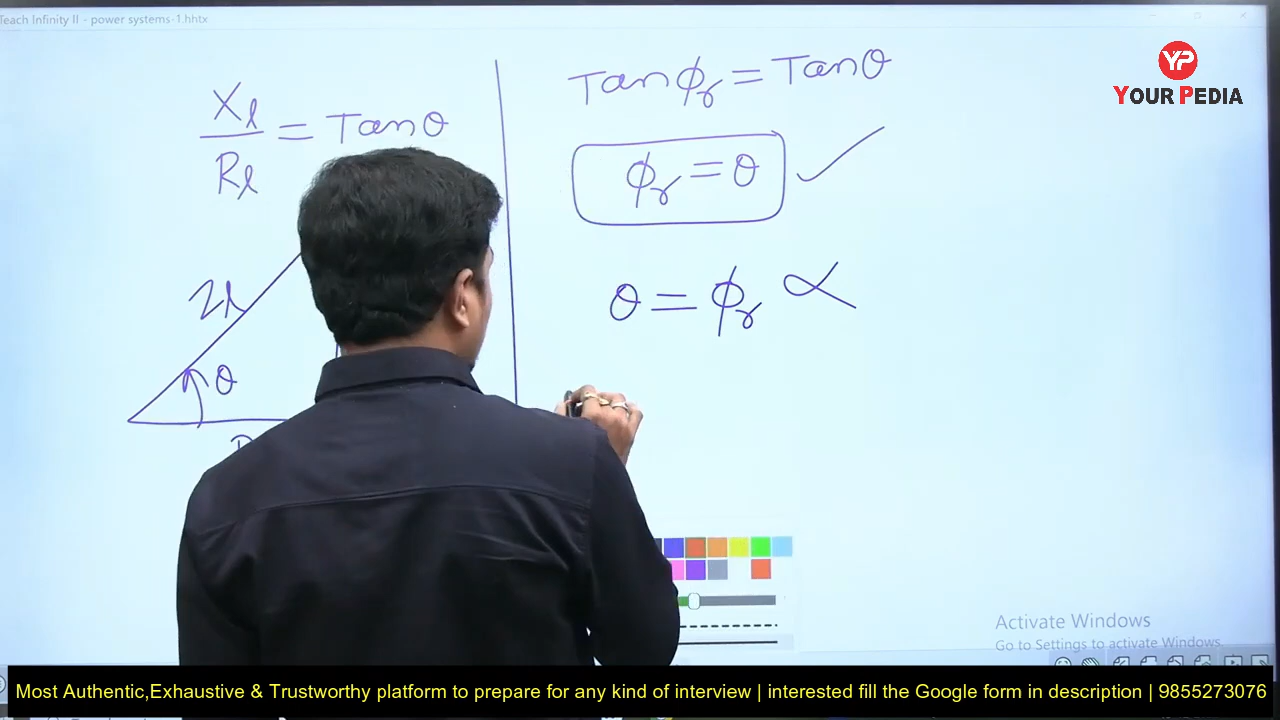 Teach Infinity II - power systems-1.hhtx
Xl
Rl
= Tanθ
Zl
θ
Tanϕr = Tanθ
ϕr = θ
θ = ϕr ∝
YP
YOUR PEDIA
Activate Windows
Go to Settings to activate Windows.
Most Authentic,Exhaustive & Trustworthy platform to prepare for any kind of interview | interested fill the Google form in description | 9855273076